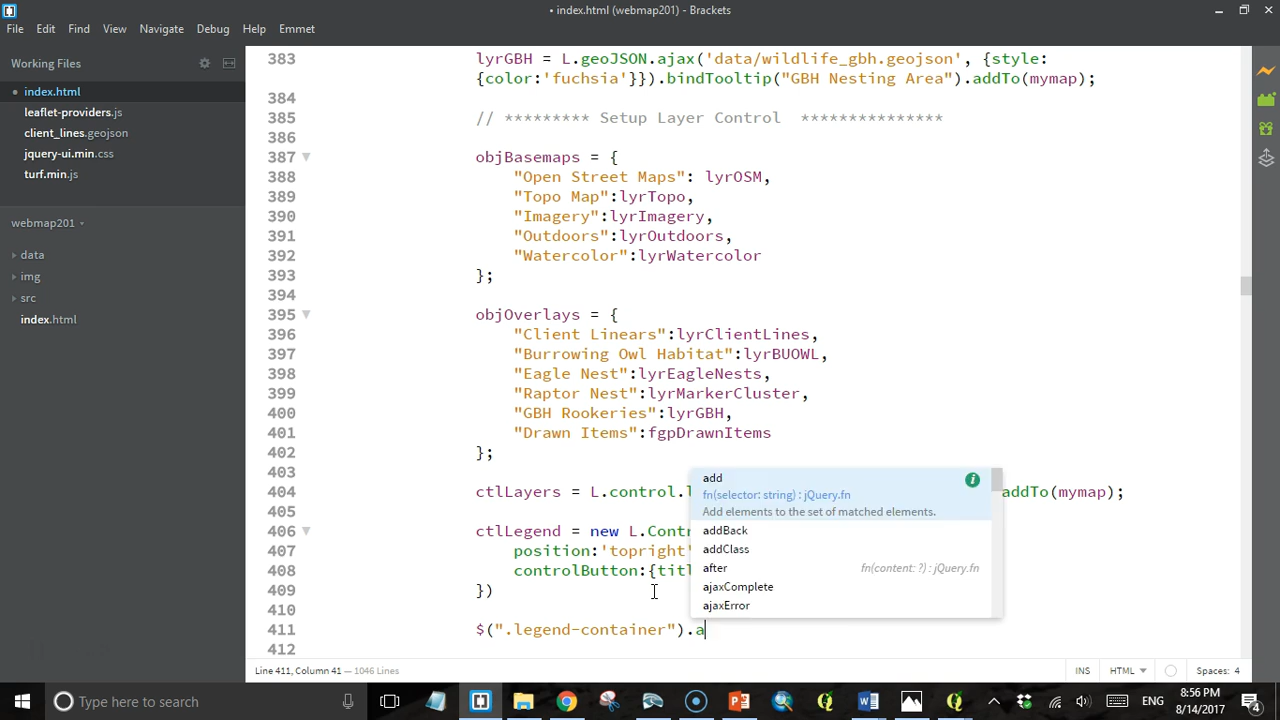 • index.html (webmap201) - Brackets
File Edit Find View Navigate Debug Help Emmet
Working Files
index.html
leaflet-providers.js
client_lines.geojson
jquery-ui.min.css
turf.min.js
webmap201
data
img
src
index.html
383 lyrGBH = L.geoJSON.ajax('data/wildlife_gbh.geojson', {style:
{color:'fuchsia'}}).bindTooltip("GBH Nesting Area").addTo(mymap);
384
385 // ********* Setup Layer Control ***************
386
387 objBasemaps = {
388 "Open Street Maps": lyrOSM,
389 "Topo Map":lyrTopo,
390 "Imagery":lyrImagery,
391 "Outdoors":lyrOutdoors,
392 "Watercolor":lyrWatercolor
393 };
394
395 objOverlays = {
396 "Client Linears":lyrClientLines,
397 "Burrowing Owl Habitat":lyrBUOWL,
398 "Eagle Nest":lyrEagleNests,
399 "Raptor Nest":lyrMarkerCluster,
400 "GBH Rookeries":lyrGBH,
401 "Drawn Items":fgpDrawnItems
402 };
403
404 ctlLayers = L.control.l addTo(mymap);
405
406 ctlLegend = new L.Contr
407 position:'topright'
408 controlButton:{titl
409 })
410
411 $(".legend-container").a
412
add
fn(selector: string) : jQuery.fn
Add elements to the set of matched elements.
addBack
addClass
after fn(content: ?) : jQuery.fn
ajaxComplete
ajaxError
Line 411, Column 41 — 1046 Lines INS HTML Spaces: 4
Type here to search
ENG
8:56 PM
8/14/2017
4